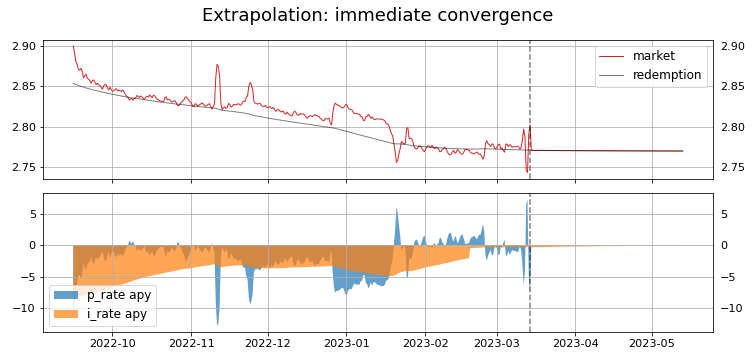 Extrapolation: immediate convergence
2.90 2.90
market
redemption
2.85 2.85
2.80 2.80
2.75 2.75
5 5
0 0
−5 −5
p_rate apy
i_rate apy
−10 −10
2022-10 2022-11 2022-12 2023-01 2023-02 2023-03 2023-04 2023-05